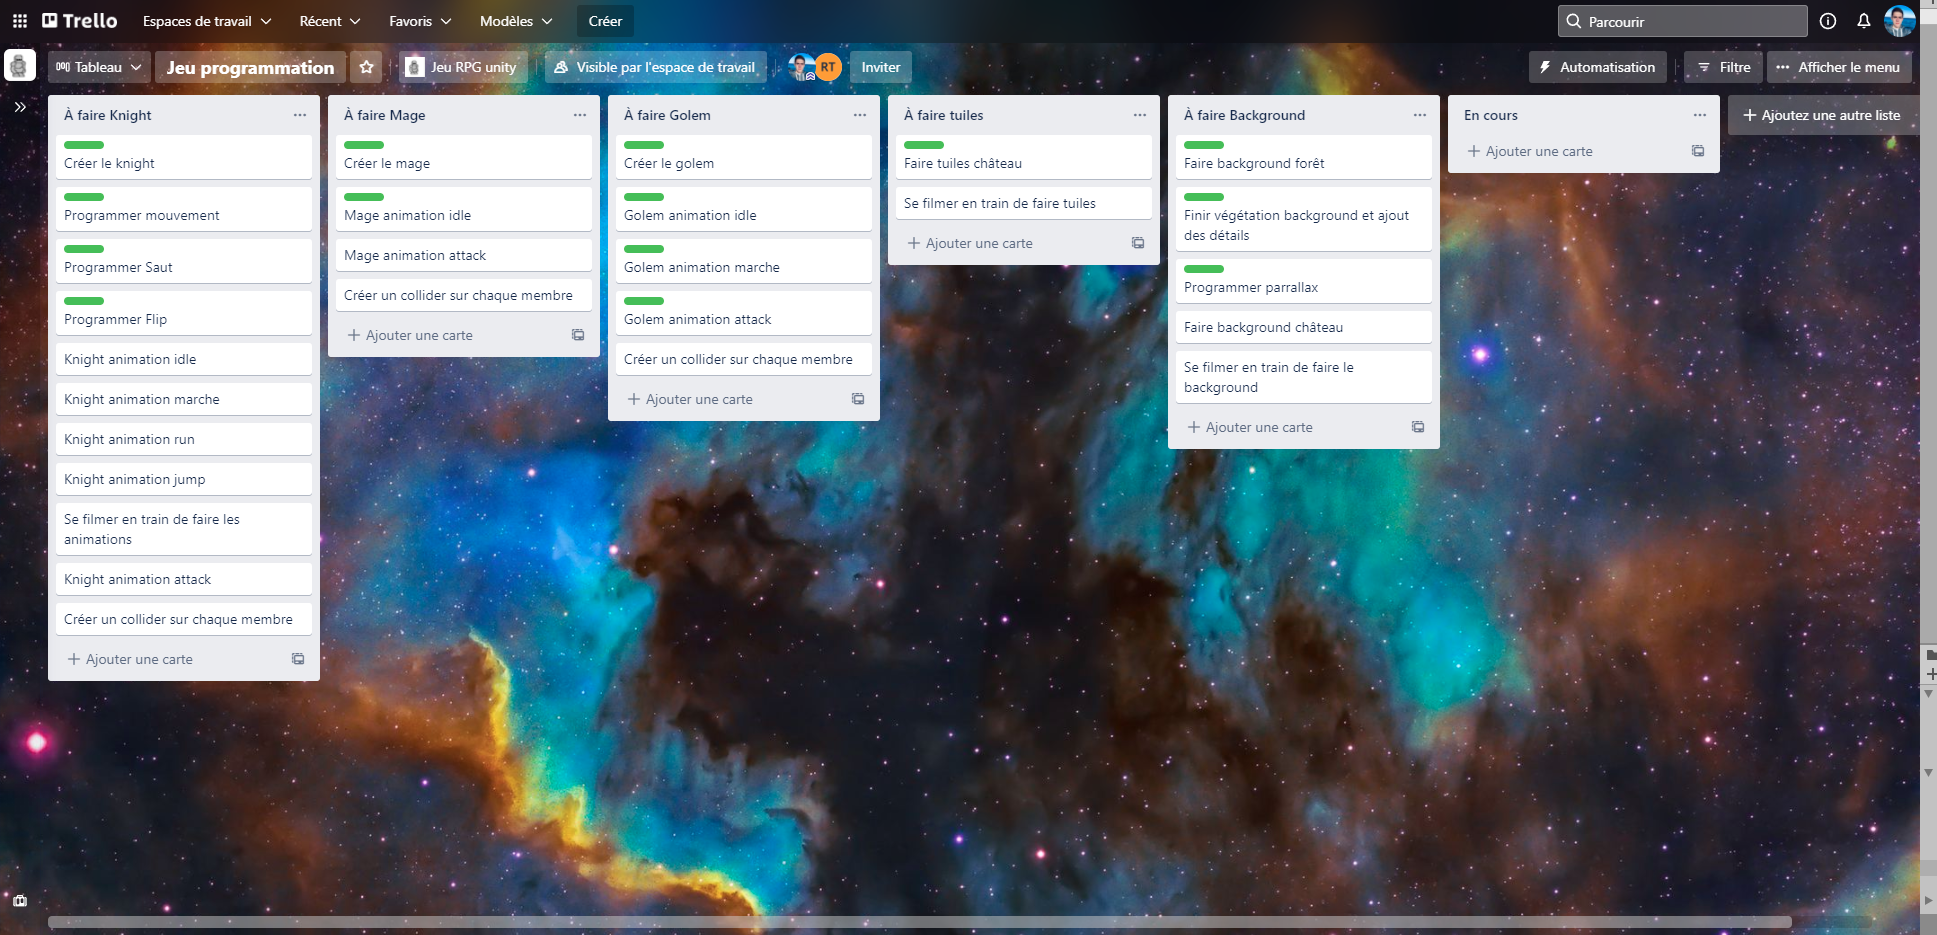 Trello
Espaces de travail
Récent
Favoris
Modèles
Créer
Parcourir
Tableau
Jeu programmation
Jeu RPG unity
Visible par l'espace de travail
RT
Inviter
Automatisation
Filtre
Afficher le menu
À faire Knight
Créer le knight
Programmer mouvement
Programmer Saut
Programmer Flip
Knight animation idle
Knight animation marche
Knight animation run
Knight animation jump
Se filmer en train de faire les
animations
Knight animation attack
Créer un collider sur chaque membre
Ajouter une carte
À faire Mage
Créer le mage
Mage animation idle
Mage animation attack
Créer un collider sur chaque membre
Ajouter une carte
À faire Golem
Créer le golem
Golem animation idle
Golem animation marche
Golem animation attack
Créer un collider sur chaque membre
Ajouter une carte
À faire tuiles
Faire tuiles château
Se filmer en train de faire tuiles
Ajouter une carte
À faire Background
Faire background forêt
Finir végétation background et ajout
des détails
Programmer parrallax
Faire background château
Se filmer en train de faire le
background
Ajouter une carte
En cours
Ajouter une carte
Ajoutez une autre liste